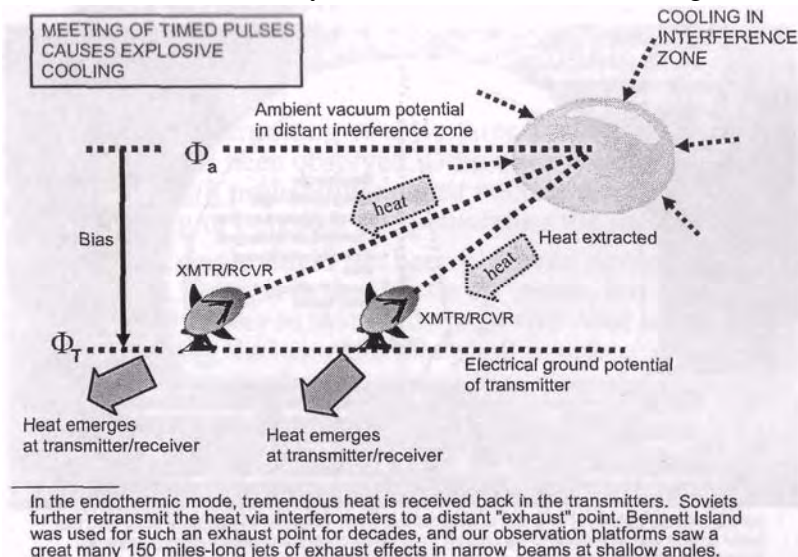 MEETING OF TIMED PULSES
CAUSES EXPLOSIVE
COOLING
COOLING IN
INTERFERENCE
ZONE
Ambient vacuum potential
in distant interference zone
Φa
heat
Bias
Heat extracted
heat
XMTR/RCVR
XMTR/RCVR
ΦT
Electrical ground potential
of transmitter
Heat emerges
at transmitter/receiver
Heat emerges
at transmitter/receiver
In the endothermic mode, tremendous heat is received back in the transmitters. Soviets
further retransmit the heat via interferometers to a distant "exhaust" point. Bennett Island
was used for such an exhaust point for decades, and our observation platforms saw a
great many 150 miles-long jets of exhaust effects in narrow beams at shallow angles